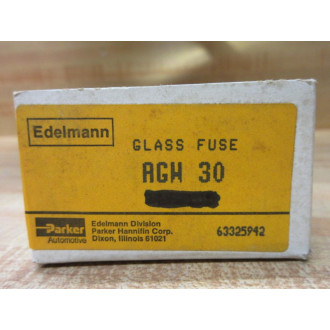 Edelmann
GLASS FUSE
AGW 30
Parker
Automotive
Edelmann Division
Parker Hannifin Corp.
Dixon, Illinois 61021
63325942